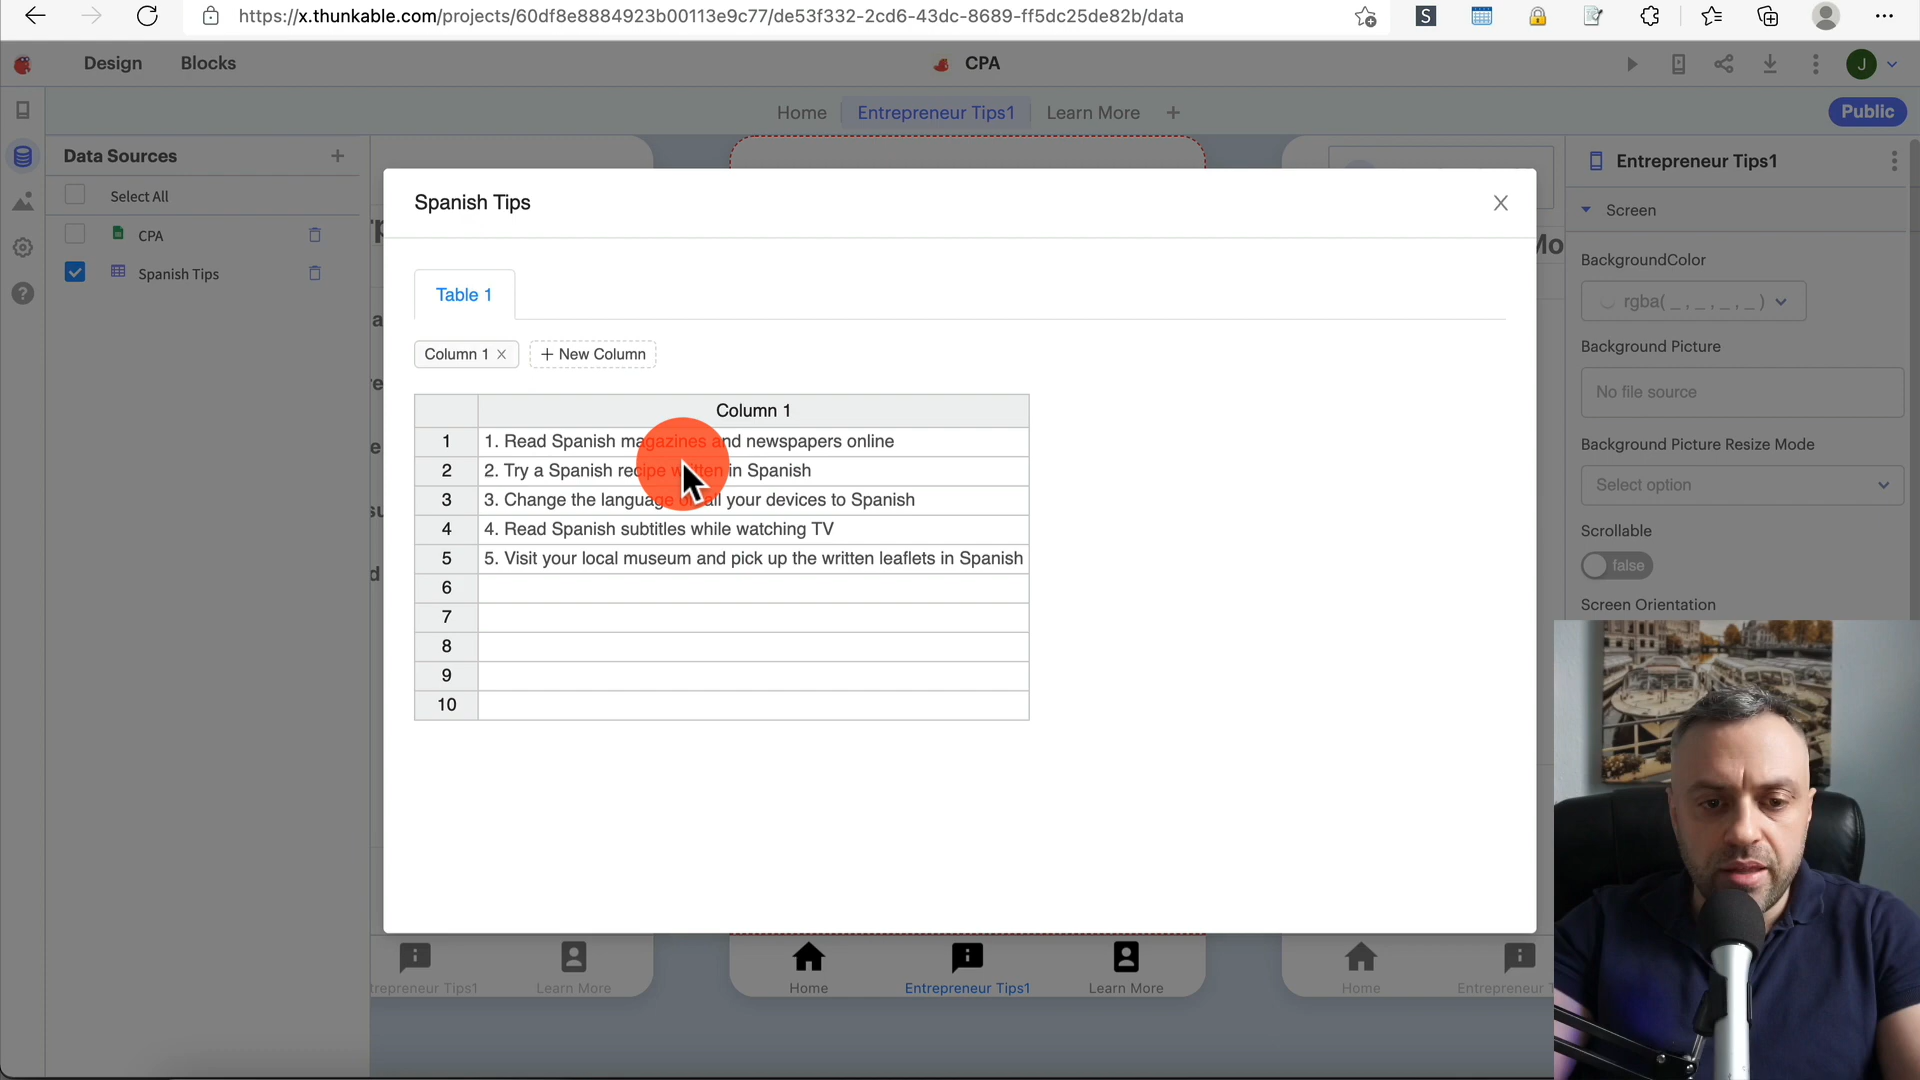 https://x.thunkable.com/projects/60df8e8884923b00113e9c77/de53f332-2cd6-43dc-8689-ff5dc25de82b/data
S
Design
Blocks
CPA
J
Home
Entrepreneur Tips1
Learn More
Public
Data Sources
Select All
CPA
Spanish Tips
Spanish Tips
Table 1
Column 1
New Column
Column 1
1 1. Read Spanish magazines and newspapers online
2 2. Try a Spanish recipe written in Spanish
3 3. Change the language on all your devices to Spanish
4 4. Read Spanish subtitles while watching TV
5 5. Visit your local museum and pick up the written leaflets in Spanish
6
7
8
9
10
Entrepreneur Tips1
Screen
BackgroundColor
rgba( _ , _ , _ , _ )
Background Picture
No file source
Background Picture Resize Mode
Select option
Scrollable
false
Screen Orientation
trepreneur Tips1
Learn More
Home
Entrepreneur Tips1
Learn More
Home
Entrepreneur T